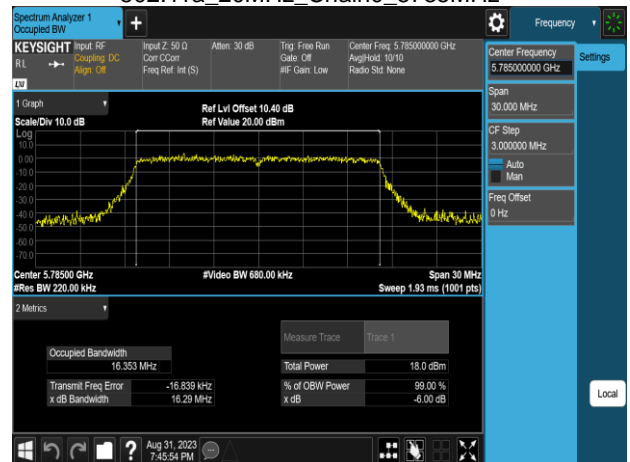 Spectrum Analyzer 1
Occupied BW
Frequency
KEYSIGHT
R L
LXI
Input: RF
Coupling: DC
Align: Off
Input Z: 50 Ω
Corr CCorr
Freq Ref: Int (S)
Atten: 30 dB
Trig: Free Run
Gate: Off
#IF Gain: Low
Center Freq: 5.785000000 GHz
Avg|Hold: 10/10
Radio Std: None
Center Frequency
5.785000000 GHz
Settings
Span
30.000 MHz
CF Step
3.000000 MHz
Auto
Man
Freq Offset
0 Hz
1 Graph
Scale/Div 10.0 dB
Ref Lvl Offset 10.40 dB
Ref Value 20.00 dBm
Log
10.0
0.00
-10.0
-20.0
-30.0
-40.0
-50.0
-60.0
-70.0
Center 5.78500 GHz
#Video BW 680.00 kHz
Span 30 MHz
#Res BW 220.00 kHz
Sweep 1.93 ms (1001 pts)
2 Metrics
Measure Trace
Trace 1
Occupied Bandwidth
16.353 MHz
Total Power
18.0 dBm
Transmit Freq Error
-16.839 kHz
% of OBW Power
99.00 %
x dB Bandwidth
16.29 MHz
x dB
-6.00 dB
Local
?
Aug 31, 2023
7:45:54 PM